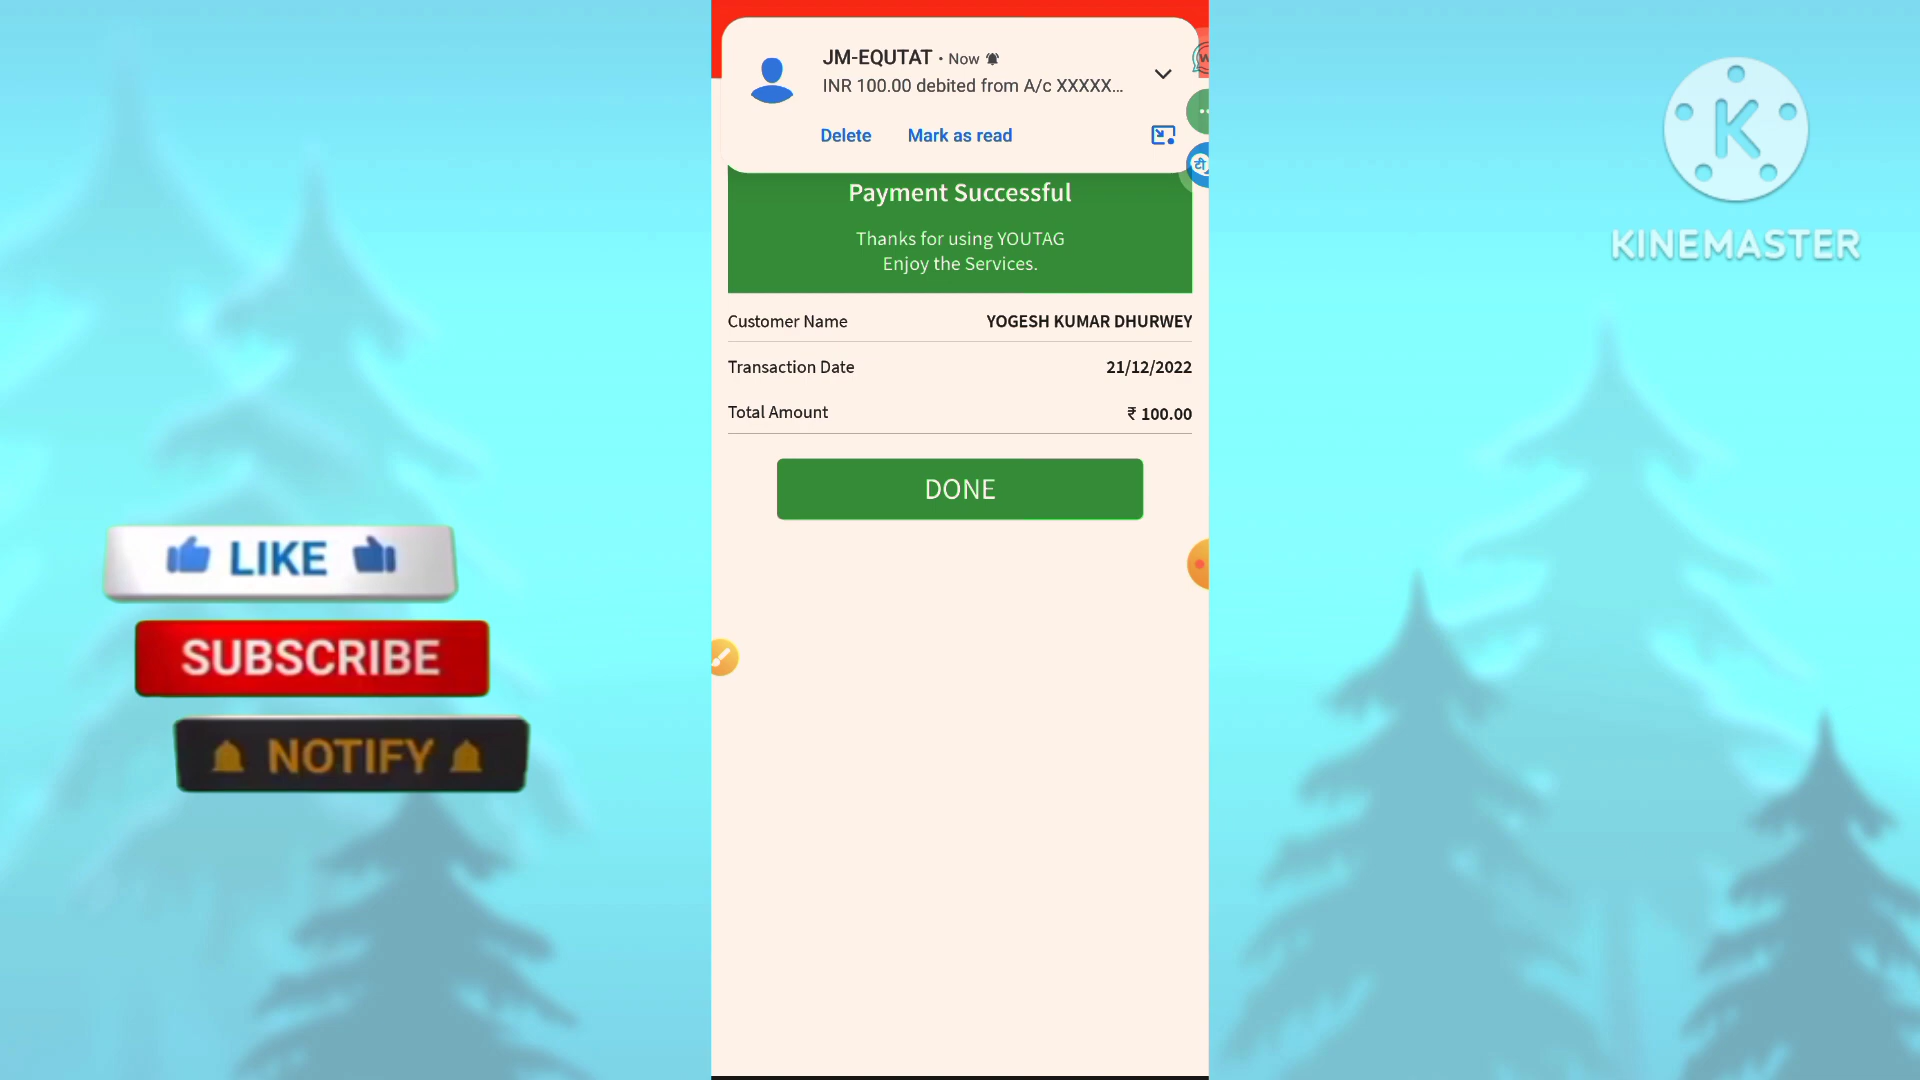 JM-EQUTAT • Now
INR 100.00 debited from A/c XXXXX...
Delete Mark as read
Payment Successful
Thanks for using YOUTAG
Enjoy the Services.
Customer Name YOGESH KUMAR DHURWEY
Transaction Date 21/12/2022
Total Amount ₹ 100.00
DONE
LIKE
SUBSCRIBE
NOTIFY
K
KINEMASTER